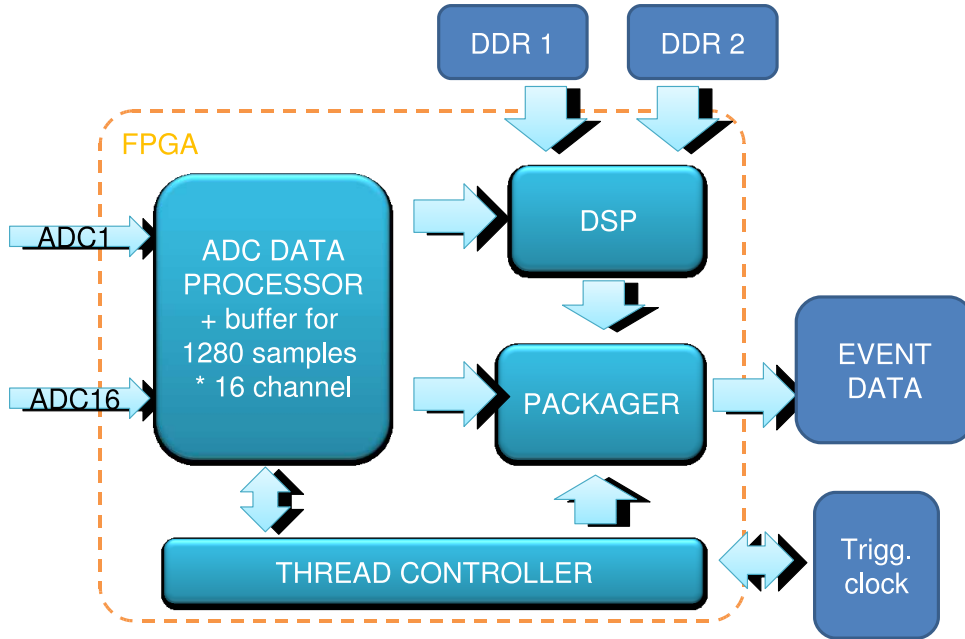 DDR 1
DDR 2
FPGA
ADC1
ADC DATA
PROCESSOR
+ buffer for
1280 samples
* 16 channel
DSP
ADC16
PACKAGER
EVENT
DATA
THREAD CONTROLLER
Trigg.
clock